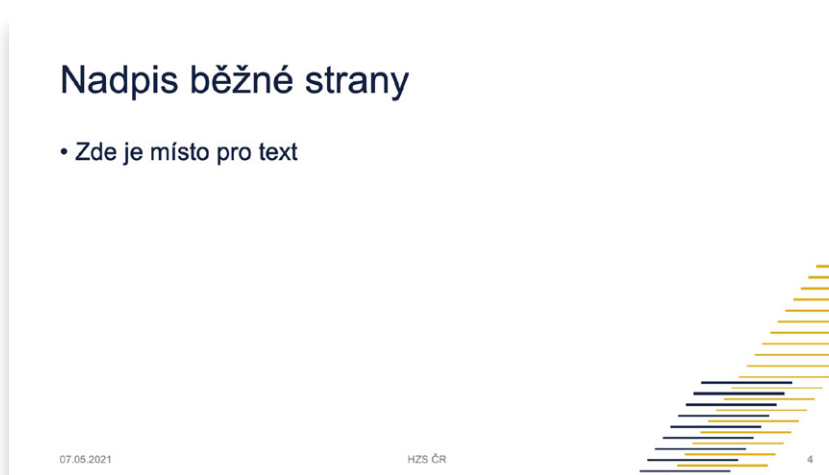 Nadpis běžné strany
• Zde je místo pro text
07.05.2021 HZS ČR 4